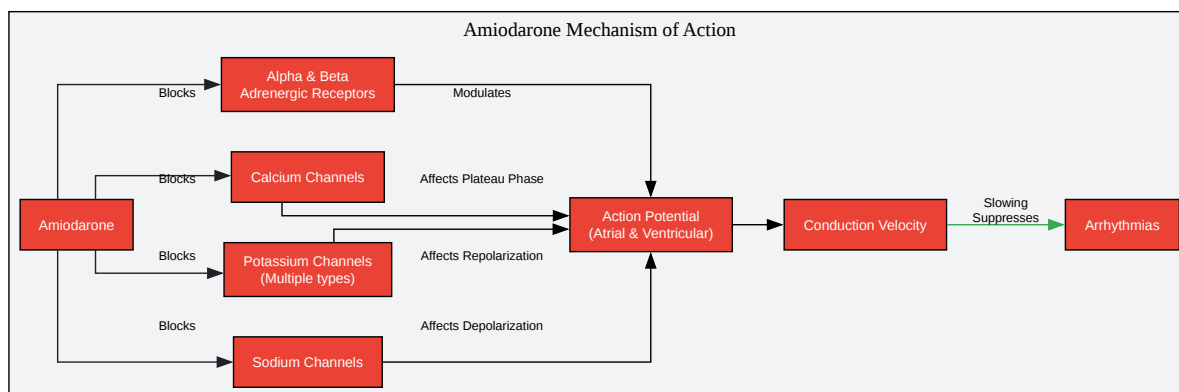 Amiodarone Mechanism of Action
Alpha & Beta
Adrenergic Receptors
Blocks
Modulates
Calcium Channels
Blocks
Affects Plateau Phase
Amiodarone
Action Potential
(Atrial & Ventricular)
Conduction Velocity
Slowing
Suppresses
Arrhythmias
Blocks
Potassium Channels
(Multiple types)
Affects Repolarization
Blocks
Affects Depolarization
Sodium Channels